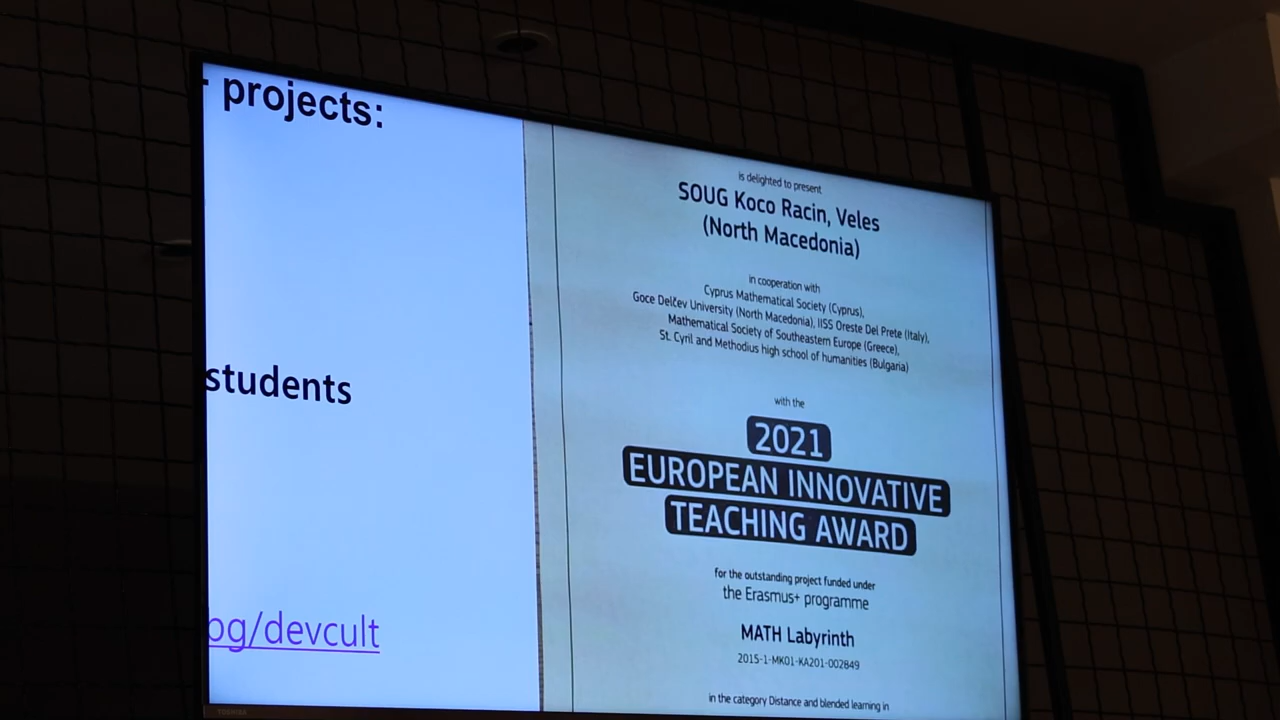 projects:
students
bg/devcult
is delighted to present
SOUG Koco Racin, Veles
(North Macedonia)
in cooperation with
Cyprus Mathematical Society (Cyprus),
Goce Delčev University (North Macedonia), IISS Oreste Del Prete (Italy),
Mathematical Society of Southeastern Europe (Greece),
St. Cyril and Methodius high school of humanities (Bulgaria)
with the
2021
EUROPEAN INNOVATIVE
TEACHING AWARD
for the outstanding project funded under
the Erasmus+ programme
MATH Labyrinth
2015-1-MK01-KA201-002849
in the category Distance and blended learning in
TOSHIBA